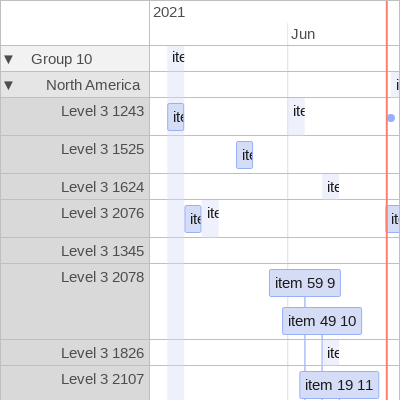 2021
Jun
▼ Group 10 ite
▼ North America i
Level 3 1243 ite ite
Level 3 1525 ite
Level 3 1624 ite
Level 3 2076 ite ite it
Level 3 1345
Level 3 2078 item 59 9
item 49 10
Level 3 1826 ite
Level 3 2107 item 19 11